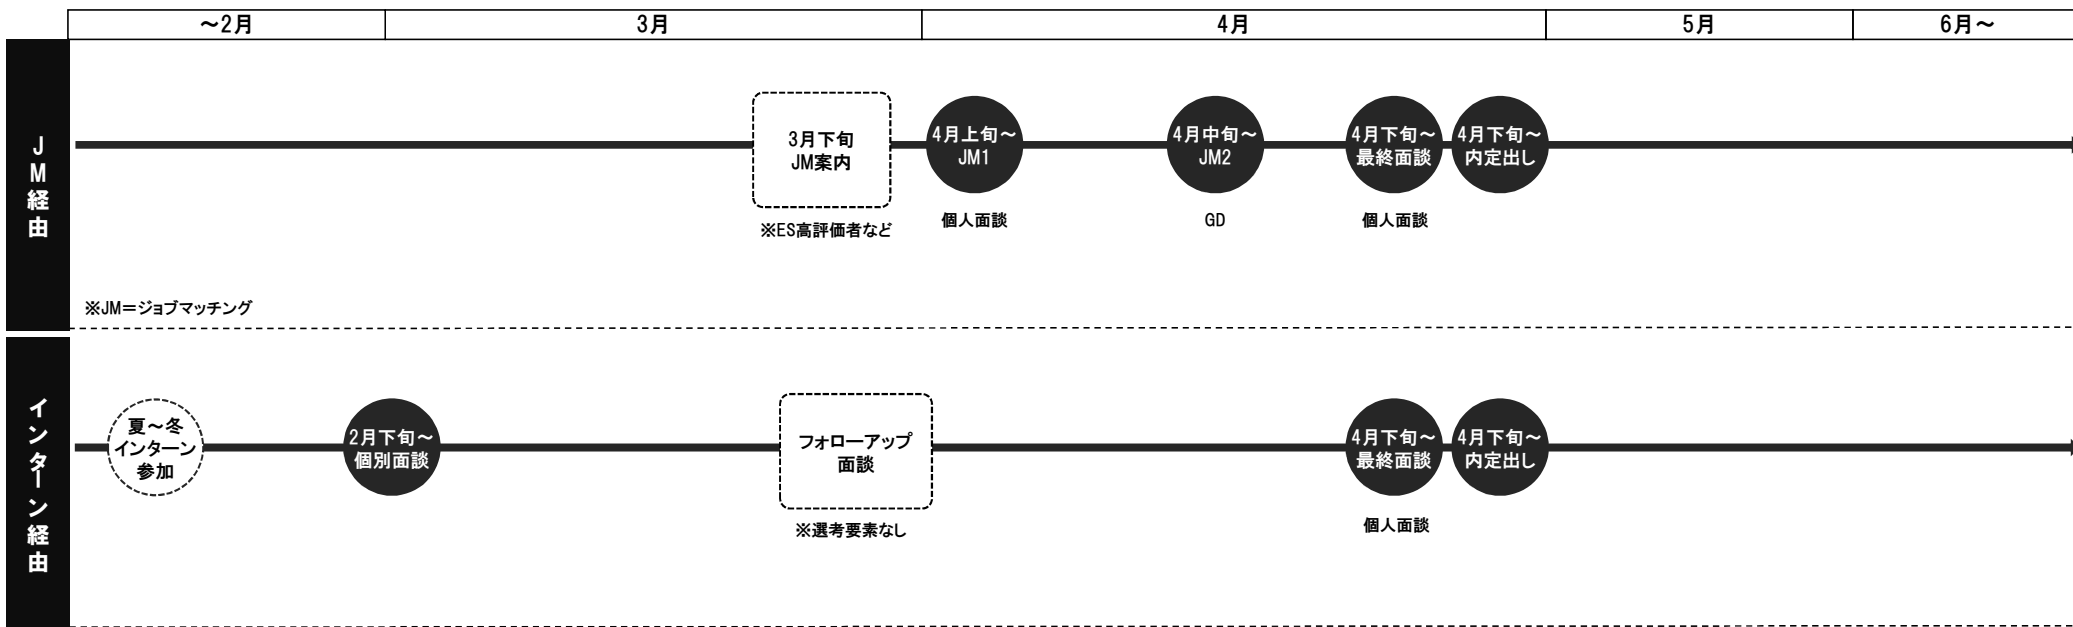 ～2月
3月
4月
5月
6月～
JM経由
3月下旬
JM案内
※ES高評価者など
4月上旬～
JM1
個人面談
4月中旬～
JM2
GD
4月下旬～
最終面談
個人面談
4月下旬～
内定出し
※JM＝ジョブマッチング
インターン経由
夏～冬
インターン
参加
2月下旬～
個別面談
フォローアップ
面談
※選考要素なし
4月下旬～
最終面談
個人面談
4月下旬～
内定出し